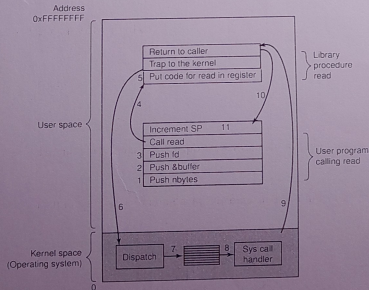 Address
0xFFFFFFFF
Return to caller
Trap to the kernel
5 Put code for read in register
Library
procedure
read
4
10
User space
Increment SP 11
Call read
3 Push fd
2 Push &buffer
1 Push nbytes
User program
calling read
6
9
Kernel space
(Operating system)
Dispatch
7
8
Sys call
handler
0